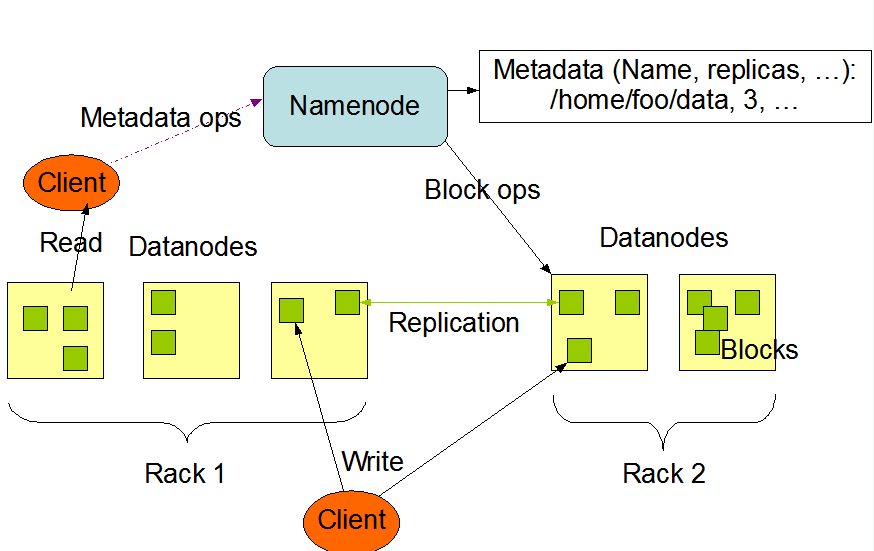 Metadata (Name, replicas, …):
/home/foo/data, 3, …
Namenode
Metadata ops
Client
Block ops
Read
Datanodes
Datanodes
Replication
Blocks
Rack 1
Write
Rack 2
Client